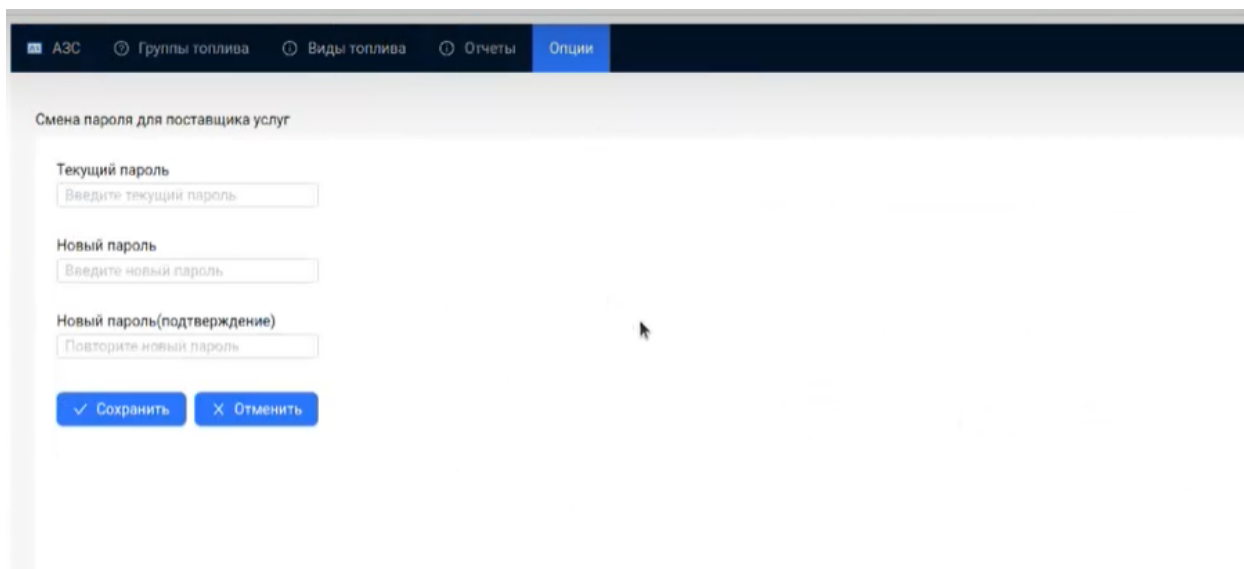 АЗС Группы топлива Виды топлива Отчеты Опции
Смена пароля для поставщика услуг
Текущий пароль
Введите текущий пароль
Новый пароль
Введите новый пароль
Новый пароль(подтверждение)
Повторите новый пароль
Сохранить Отменить